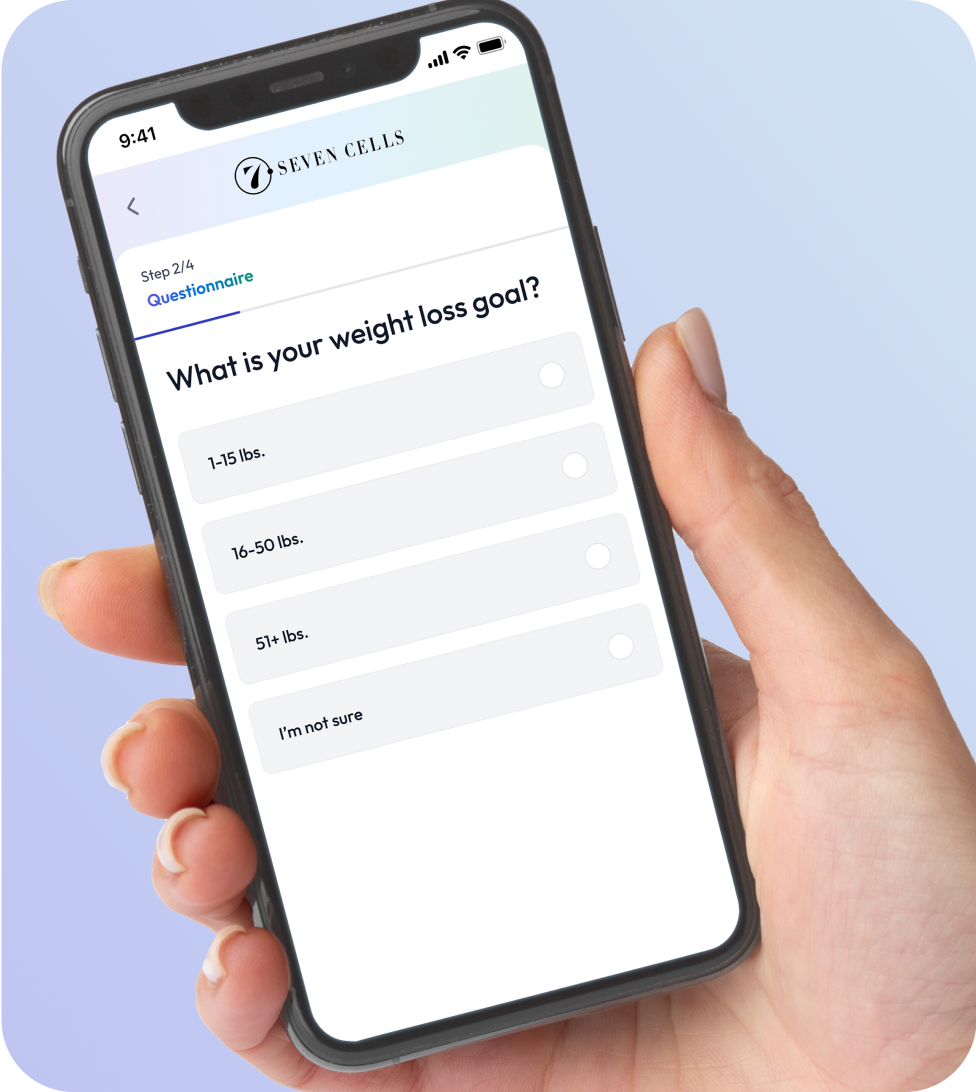 9:41
7 SEVEN CELLS
Step 2/4
Questionnaire
What is your weight loss goal?
1-15 lbs.
16-50 lbs.
51+ lbs.
I'm not sure